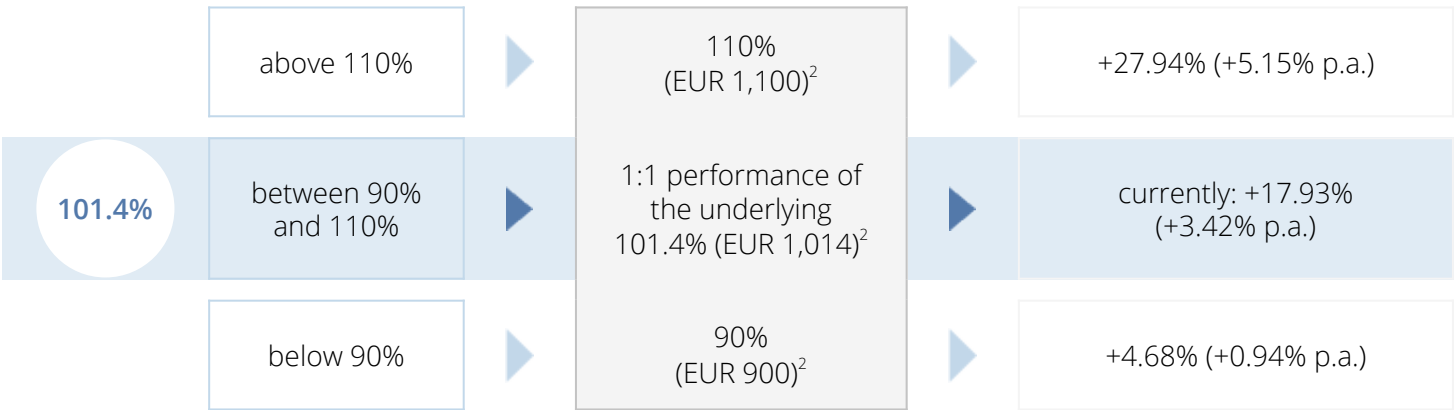 above 110%
110%
(EUR 1,100)²
+27.94% (+5.15% p.a.)
101.4%
between 90%
and 110%
1:1 performance of
the underlying
101.4% (EUR 1,014)²
currently: +17.93%
(+3.42% p.a.)
below 90%
90%
(EUR 900)²
+4.68% (+0.94% p.a.)